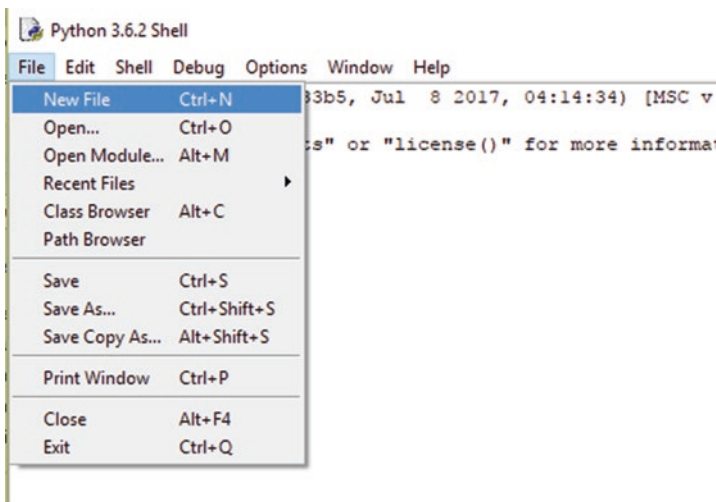 Python 3.6.2 Shell
File Edit Shell Debug Options Window Help
New File Ctrl+N 33b5, Jul 8 2017, 04:14:34) [MSC v
Open... Ctrl+O
Open Module... Alt+M s" or "license()" for more informa
Recent Files
Class Browser Alt+C
Path Browser
Save Ctrl+S
Save As... Ctrl+Shift+S
Save Copy As... Alt+Shift+S
Print Window Ctrl+P
Close Alt+F4
Exit Ctrl+Q